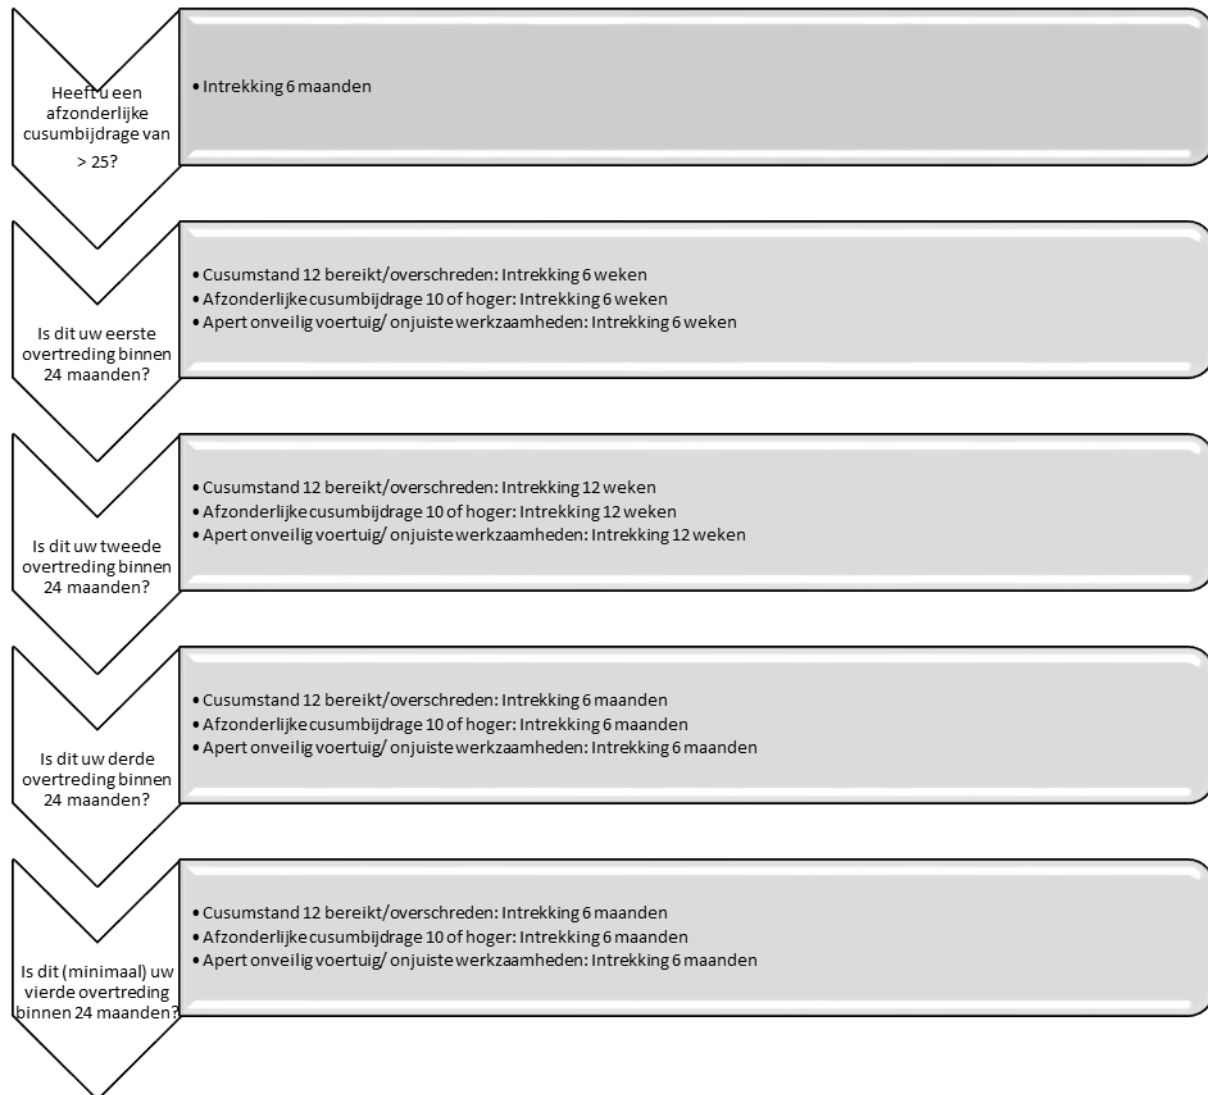 Heeft u een
afzonderlijke
cusumbijdrage van
> 25?
• Intrekking 6 maanden
Is dit uw eerste
overtreding binnen
24 maanden?
• Cusumstand 12 bereikt/overschreden: Intrekking 6 weken
• Afzonderlijke cusumbijdrage 10 of hoger: Intrekking 6 weken
• Apert onveilig voertuig/ onjuiste werkzaamheden: Intrekking 6 weken
Is dit uw tweede
overtreding binnen
24 maanden?
• Cusumstand 12 bereikt/overschreden: Intrekking 12 weken
• Afzonderlijke cusumbijdrage 10 of hoger: Intrekking 12 weken
• Apert onveilig voertuig/ onjuiste werkzaamheden: Intrekking 12 weken
Is dit uw derde
overtreding binnen
24 maanden?
• Cusumstand 12 bereikt/overschreden: Intrekking 6 maanden
• Afzonderlijke cusumbijdrage 10 of hoger: Intrekking 6 maanden
• Apert onveilig voertuig/ onjuiste werkzaamheden: Intrekking 6 maanden
Is dit (minimaal) uw
vierde overtreding
binnen 24 maanden?
• Cusumstand 12 bereikt/overschreden: Intrekking 6 maanden
• Afzonderlijke cusumbijdrage 10 of hoger: Intrekking 6 maanden
• Apert onveilig voertuig/ onjuiste werkzaamheden: Intrekking 6 maanden